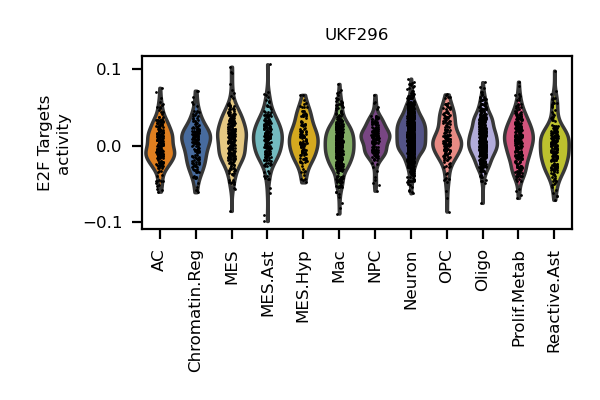 UKF296
E2F Targets
activity
0.1
0.0
−0.1
AC
Chromatin.Reg
MES
MES.Ast
MES.Hyp
Mac
NPC
Neuron
OPC
Oligo
Prolif.Metab
Reactive.Ast